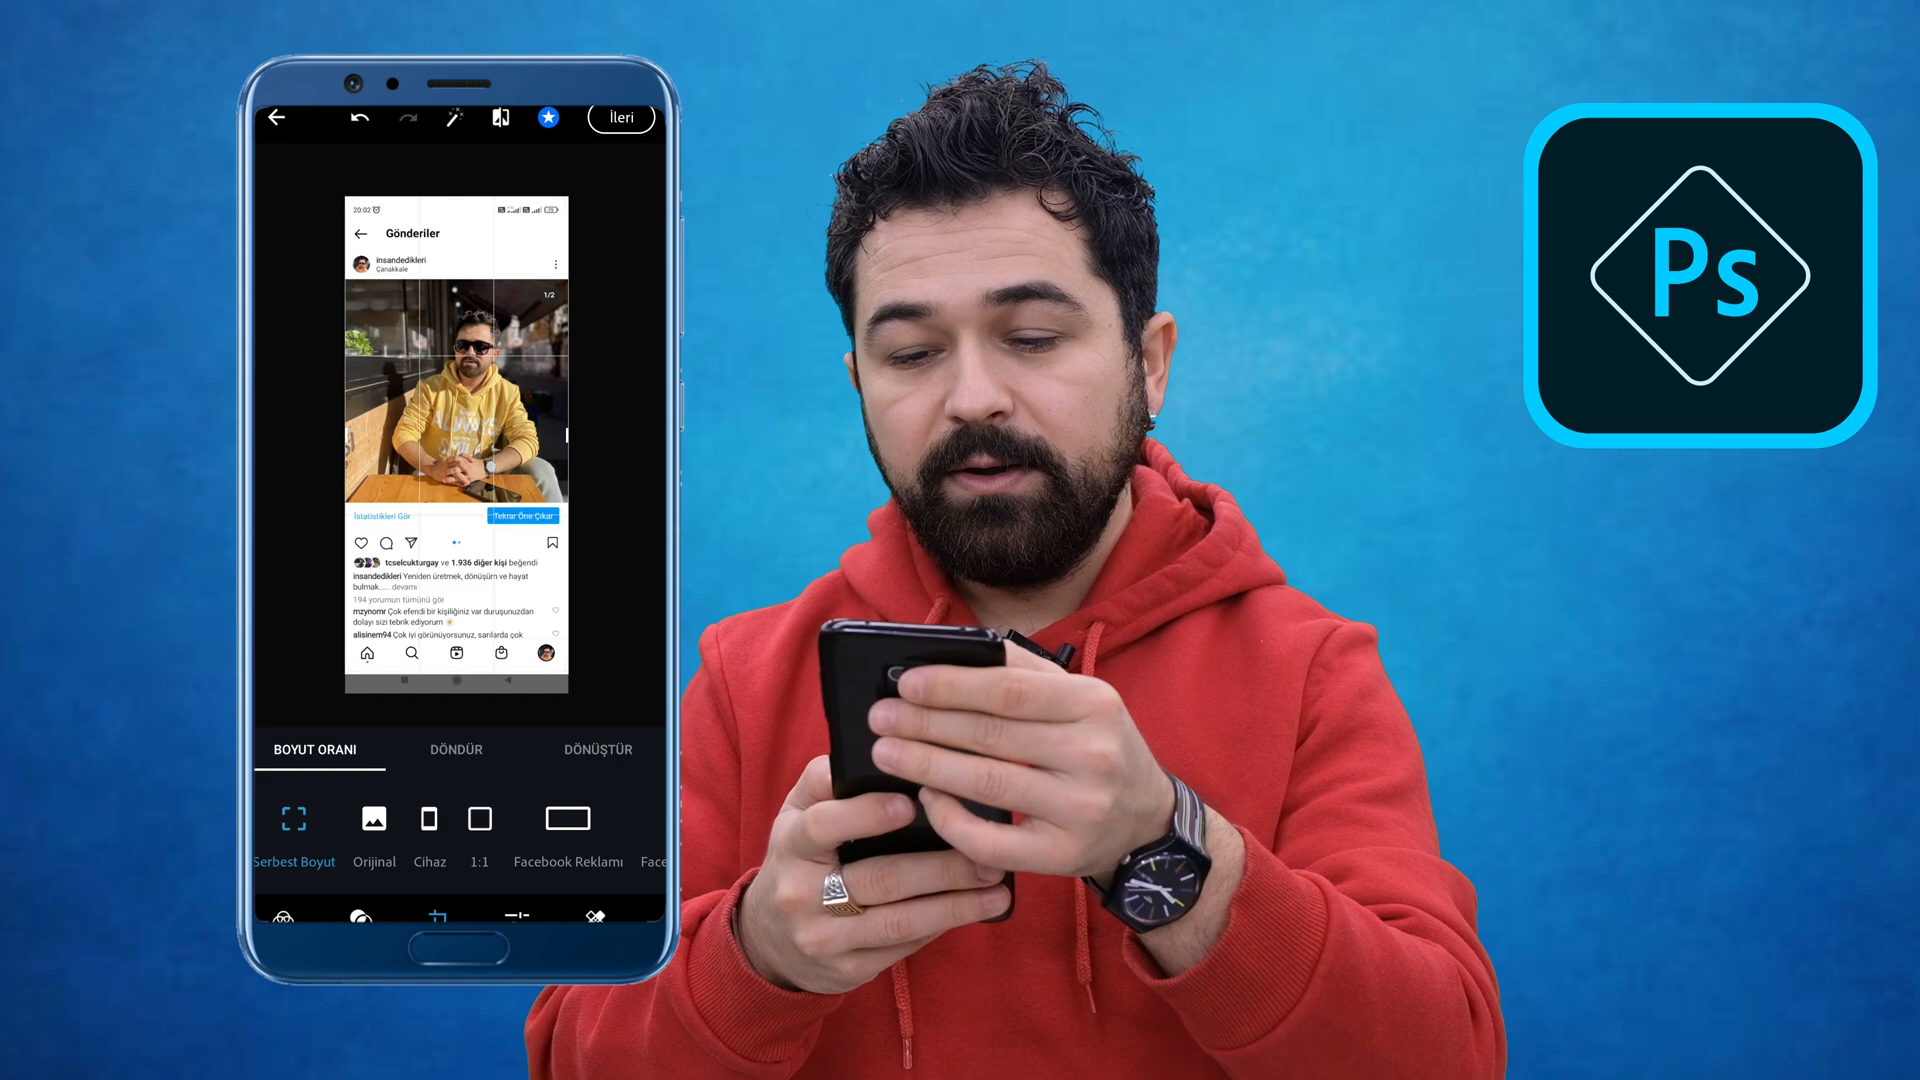 İleri
20:02
Gönderiler
insandedikleri
Çanakkale
1/2
ALWAYS
İstatistikleri Gör
Tekrar Öne Çıkar
tcselcukturgay ve 1.936 diğer kişi beğendi
insandedikleri Yeniden üretmek, dönüşüm ve hayat
bulmak..... devamı
194 yorumun tümünü gör
mzynomr Çok efendi bir kişiliğiniz var duruşunuzdan
dolayı sizi tebrik ediyorum
alisinem94 Çok iyi görünüyorsunuz, sarılarda çok
BOYUT ORANI
DÖNDÜR
DÖNÜŞTÜR
Serbest Boyut
Orijinal
Cihaz
1:1
Facebook Reklamı
Face
Ps